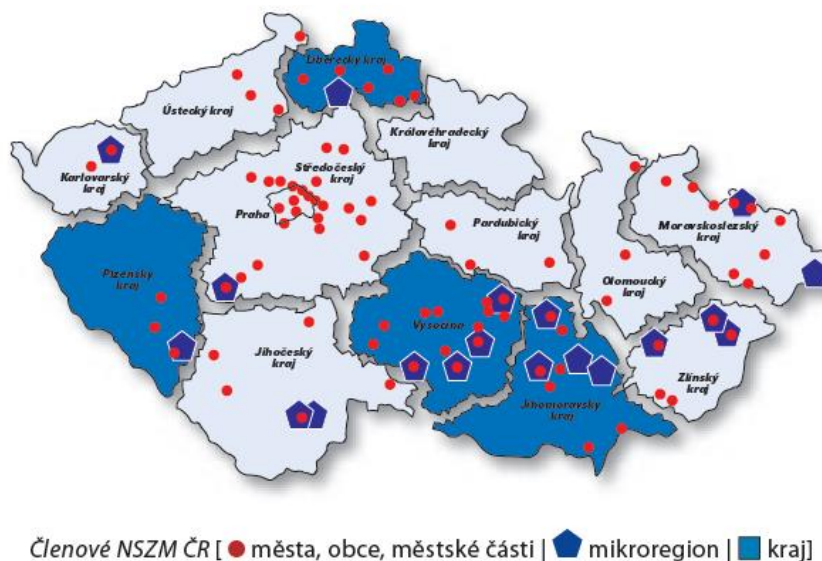 Liberecký kraj
Ústecký kraj
Královéhradecký
kraj
Karlovarský
kraj
Středočeský
kraj
Praha
Pardubický
kraj
Moravskoslezský
kraj
Plzeňský
kraj
Olomoucký
kraj
Vysočina
Jihočeský
kraj
Zlínský
kraj
Jihomoravský
kraj
Členové NSZM ČR [ ● města, obce, městské části | ⬟ mikroregion | ■ kraj]